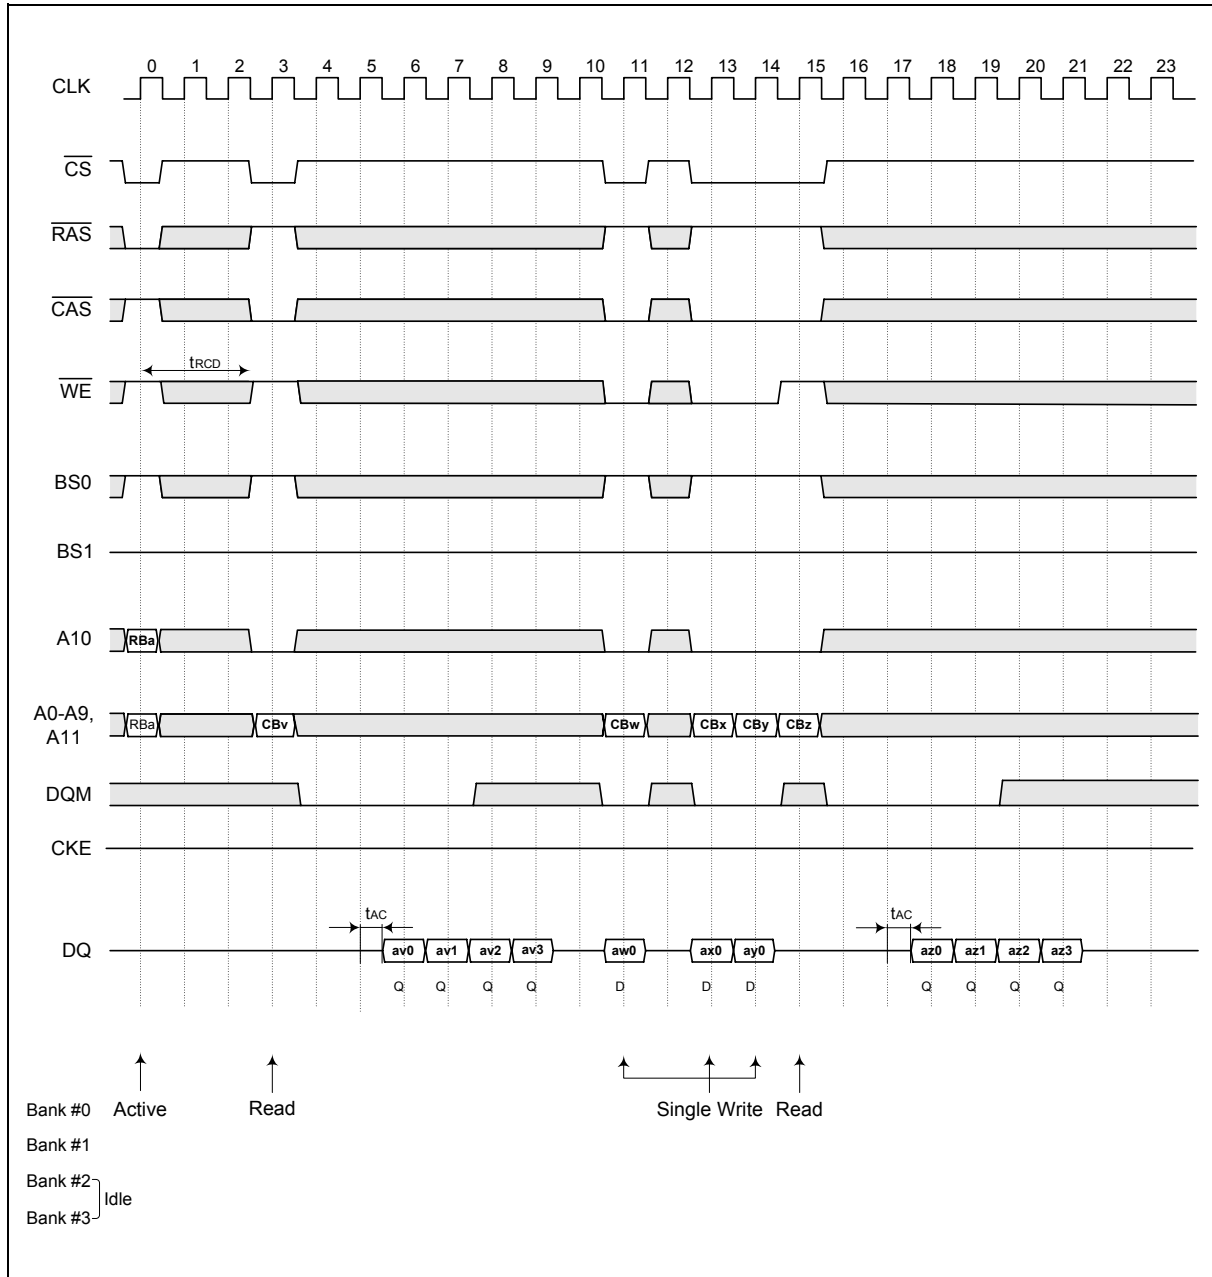 0 1 2 3 4 5 6 7 8 9 10 11 12 13 14 15 16 17 18 19 20 21 22 23
CLK
CS
RAS
CAS
tRCD
WE
BS0
BS1
A10 RBa
A0-A9, A11 RBa CBv CBw CBx CBy CBz
DQM
CKE
tAC tAC
DQ av0 av1 av2 av3 aw0 ax0 ay0 az0 az1 az2 az3
Q Q Q Q D D D Q Q Q Q
Bank #0 Active Read Single Write Read
Bank #1
Bank #2
Idle
Bank #3